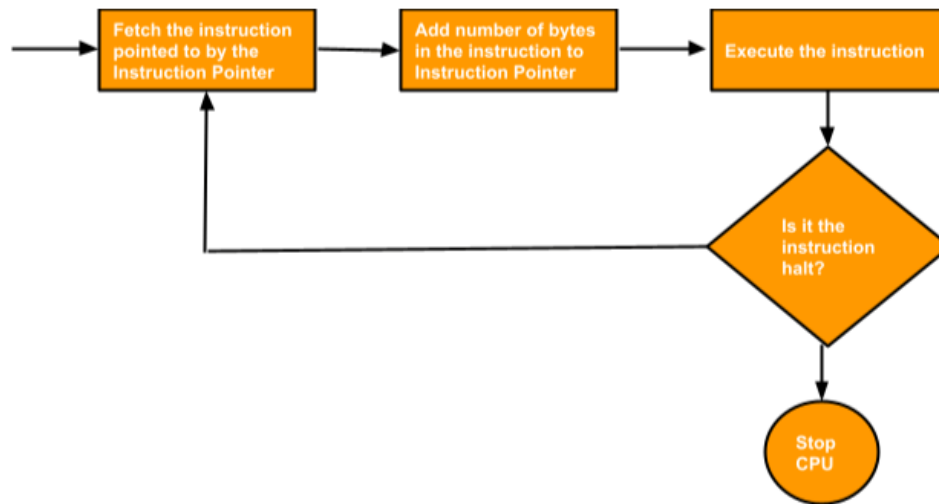 Fetch the instruction
pointed to by the
Instruction Pointer
Add number of bytes
in the instruction to
Instruction Pointer
Execute the instruction
Is it the
instruction
halt?
Stop
CPU